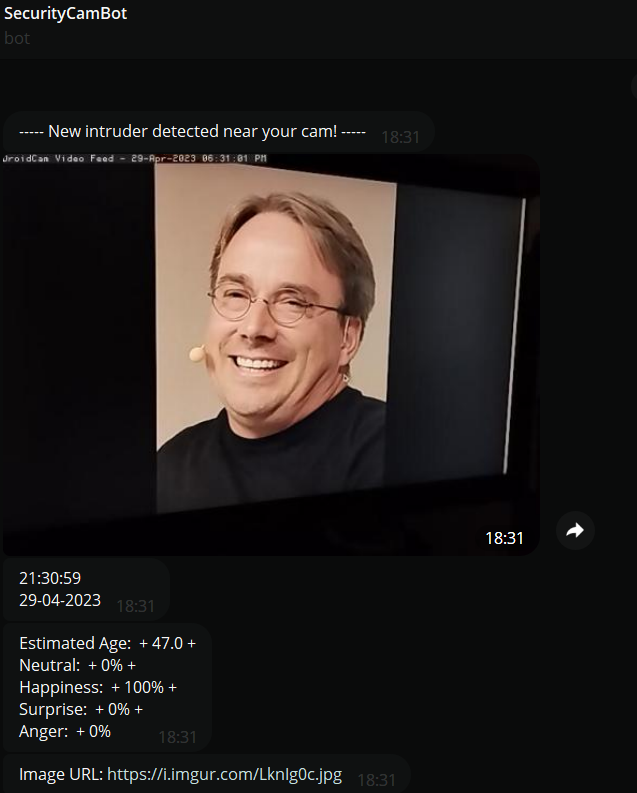 SecurityCamBot
bot
----- New intruder detected near your cam! -----
18:31
DroidCam Video Feed - 29-Apr-2023 06:31:01 PM
18:31
21:30:59
29-04-2023
18:31
Estimated Age: + 47.0 +
Neutral: + 0% +
Happiness: + 100% +
Surprise: + 0% +
Anger: + 0%
18:31
Image URL: https://i.imgur.com/Lknlg0c.jpg
18:31